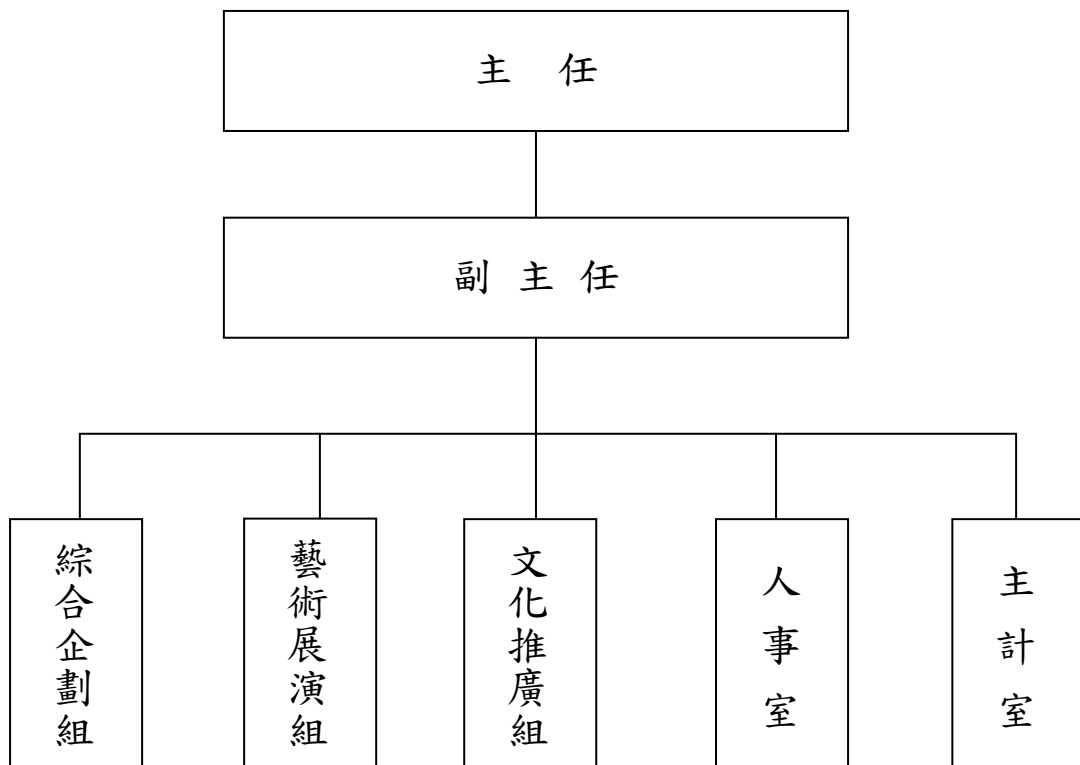 主 任
副 主 任
綜合企劃組
藝術展演組
文化推廣組
人事室
主計室